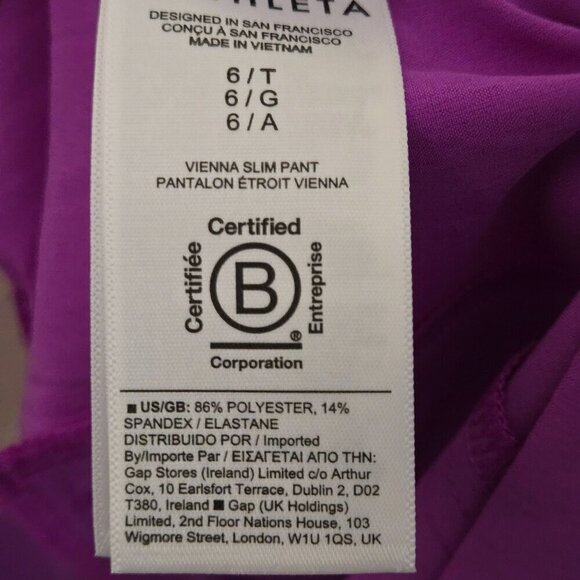 DESIGNED IN SAN FRANCISCO
CONÇU À SAN FRANCISCO
MADE IN VIETNAM
6 / T
6 / G
6 / A
VIENNA SLIM PANT
PANTALON ÉTROIT VIENNA
Certified
Certifiée
B
Entreprise
®
Corporation
■ US/GB: 86% POLYESTER, 14%
SPANDEX / ELASTANE
DISTRIBUIDO POR / Imported
By/Importe Par / ΕΙΣΑΓΕΤΑΙ ΑΠΟ ΤΗΝ:
Gap Stores (Ireland) Limited c/o Arthur
Cox, 10 Earlsfort Terrace, Dublin 2, D02
T380, Ireland ■ Gap (UK Holdings)
Limited, 2nd Floor Nations House, 103
Wigmore Street, London, W1U 1QS, UK